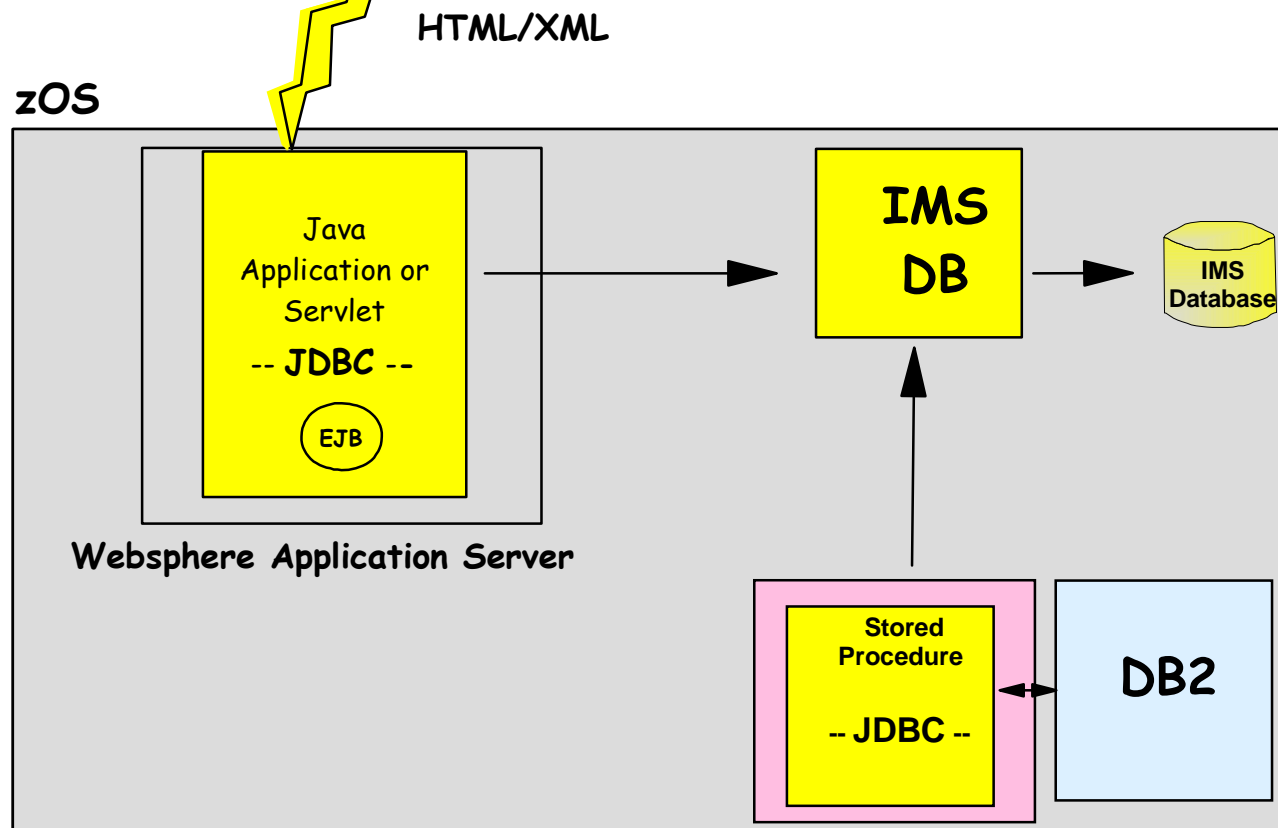 HTML/XML
zOS
Java
Application or
Servlet
-- JDBC --
EJB
Websphere Application Server
IMS
DB
IMS
Database
Stored
Procedure
-- JDBC --
DB2